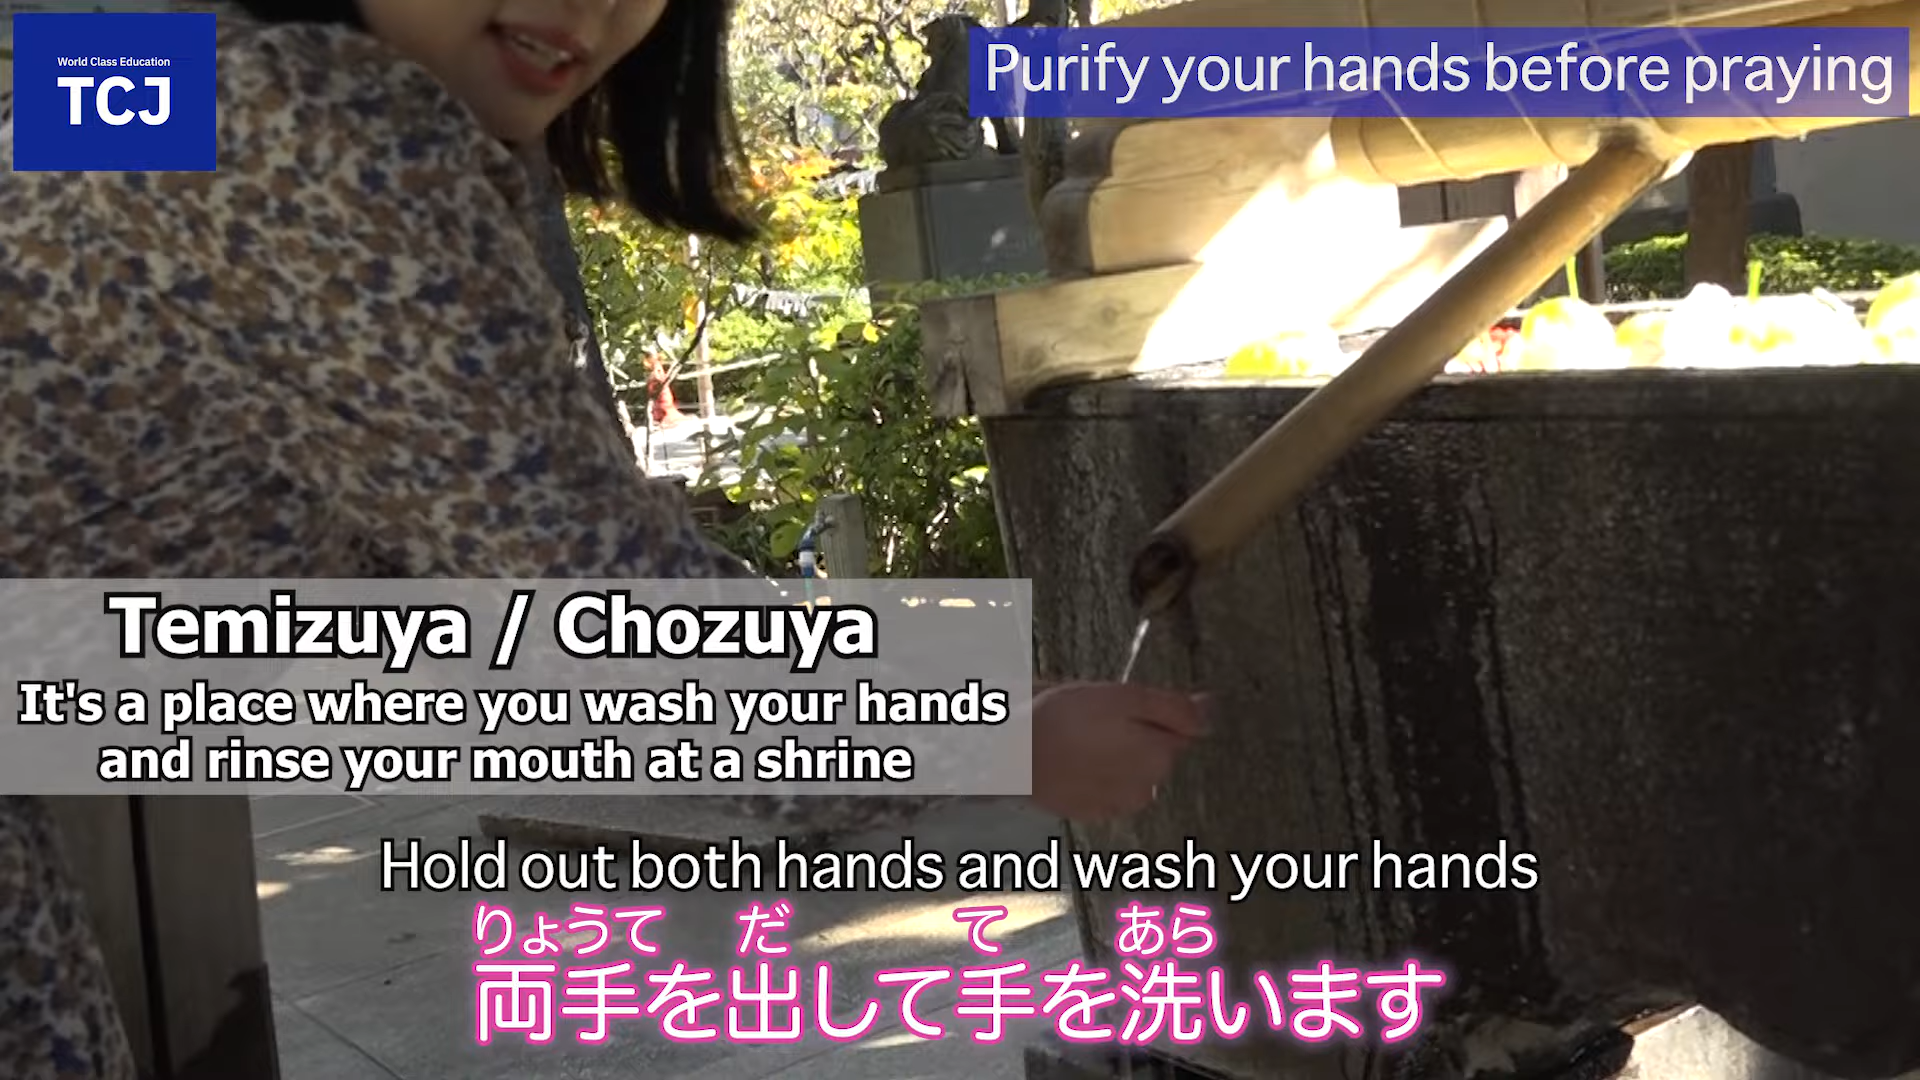 World Class Education
TCJ
Purify your hands before praying
Temizuya / Chozuya
It's a place where you wash your hands
and rinse your mouth at a shrine
Hold out both hands and wash your hands
りょうて だ て あら
両手を出して手を洗います